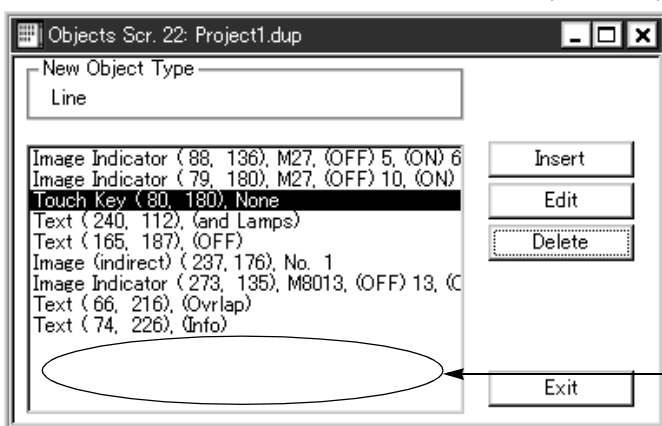 Objects Scr. 22: Project1.dup
New Object Type
Line
Image Indicator ( 88, 136), M27, (OFF) 5, (ON) 6
Image Indicator ( 79, 180), M27, (OFF) 10, (ON)
Touch Key ( 80, 180), None
Text ( 240, 112), (and Lamps)
Text ( 165, 187), (OFF)
Image (indirect) ( 237, 176), No. 1
Image Indicator ( 273, 135), M8013, (OFF) 13, (O
Text ( 66, 216), (Ovrlap)
Text ( 74, 226), (Info)
Insert
Edit
Delete
Exit